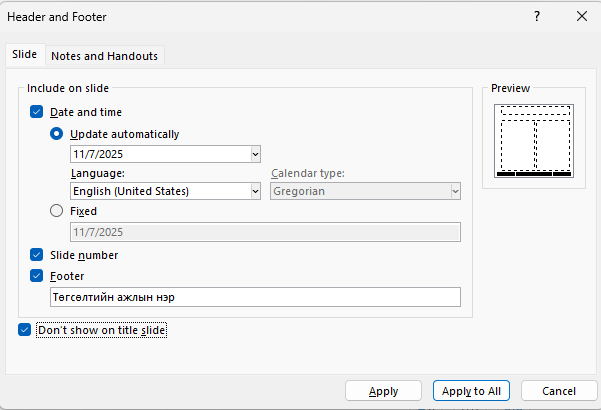 Header and Footer ?
Slide Notes and Handouts
Include on slide
Preview
Date and time
Update automatically
11/7/2025
Language: Calendar type:
English (United States) Gregorian
Fixed
11/7/2025
Slide number
Footer
Төгсөлтийн ажлын нэр
Don't show on title slide
Apply Apply to All Cancel